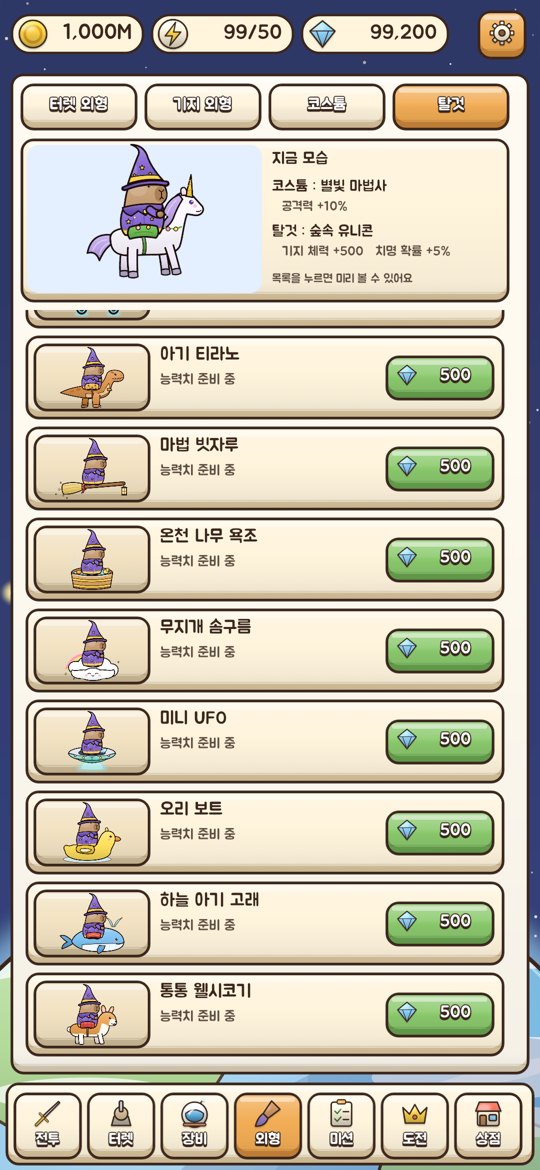 1,000M
99/50
99,200
터렛 외형
기지 외형
코스튬
탈것
지금 모습
코스튬 : 별빛 마법사
공격력 +10%
탈것 : 숲속 유니콘
기지 체력 +500 치명 확률 +5%
목록을 누르면 미리 볼 수 있어요
아기 티라노
능력치 준비 중
500
마법 빗자루
능력치 준비 중
500
온천 나무 욕조
능력치 준비 중
500
무지개 솜구름
능력치 준비 중
500
미니 UFO
능력치 준비 중
500
오리 보트
능력치 준비 중
500
하늘 아기 고래
능력치 준비 중
500
통통 웰시코기
능력치 준비 중
500
전투
터렛
장비
외형
미션
도전
상점